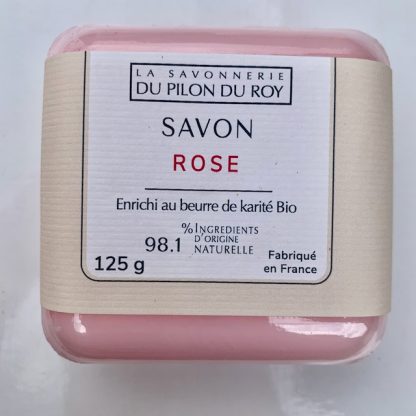 LA SAVONNERIE
DU PILON DU ROY
SAVON
ROSE
Enrichi au beurre de karité Bio
98.1 % INGREDIENTS
D'ORIGINE
NATURELLE
125 g
Fabriqué
en France